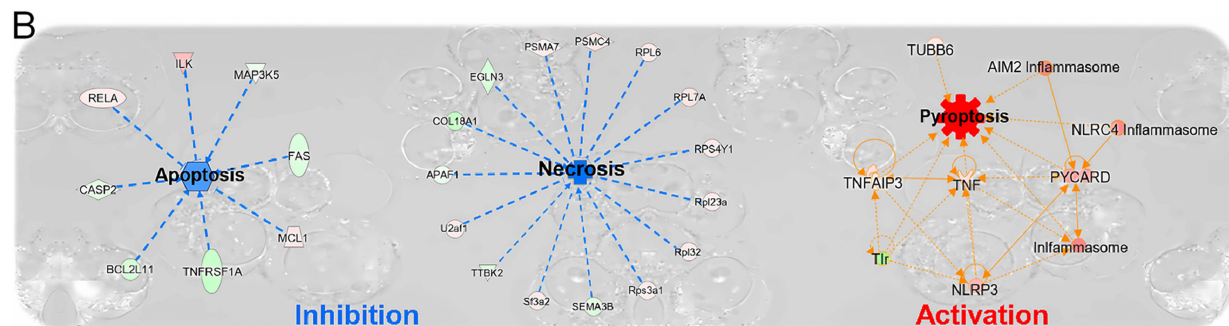 B
ILK
MAP3K5
RELA
FAS
Apoptosis
CASP2
MCL1
BCL2L11
TNFRSF1A
PSMA7
PSMC4
RPL6
EGLN3
RPL7A
COL18A1
RPS4Y1
Necrosis
APAF1
Rpl23a
U2af1
Rpl32
TTBK2
Rps3a1
Sf3a2
SEMA3B
Inhibition
TUBB6
AIM2 Inflammasome
Pyroptosis
NLRC4 Inflammasome
TNFAIP3
TNF
PYCARD
Inlfammasome
Tlr
NLRP3
Activation